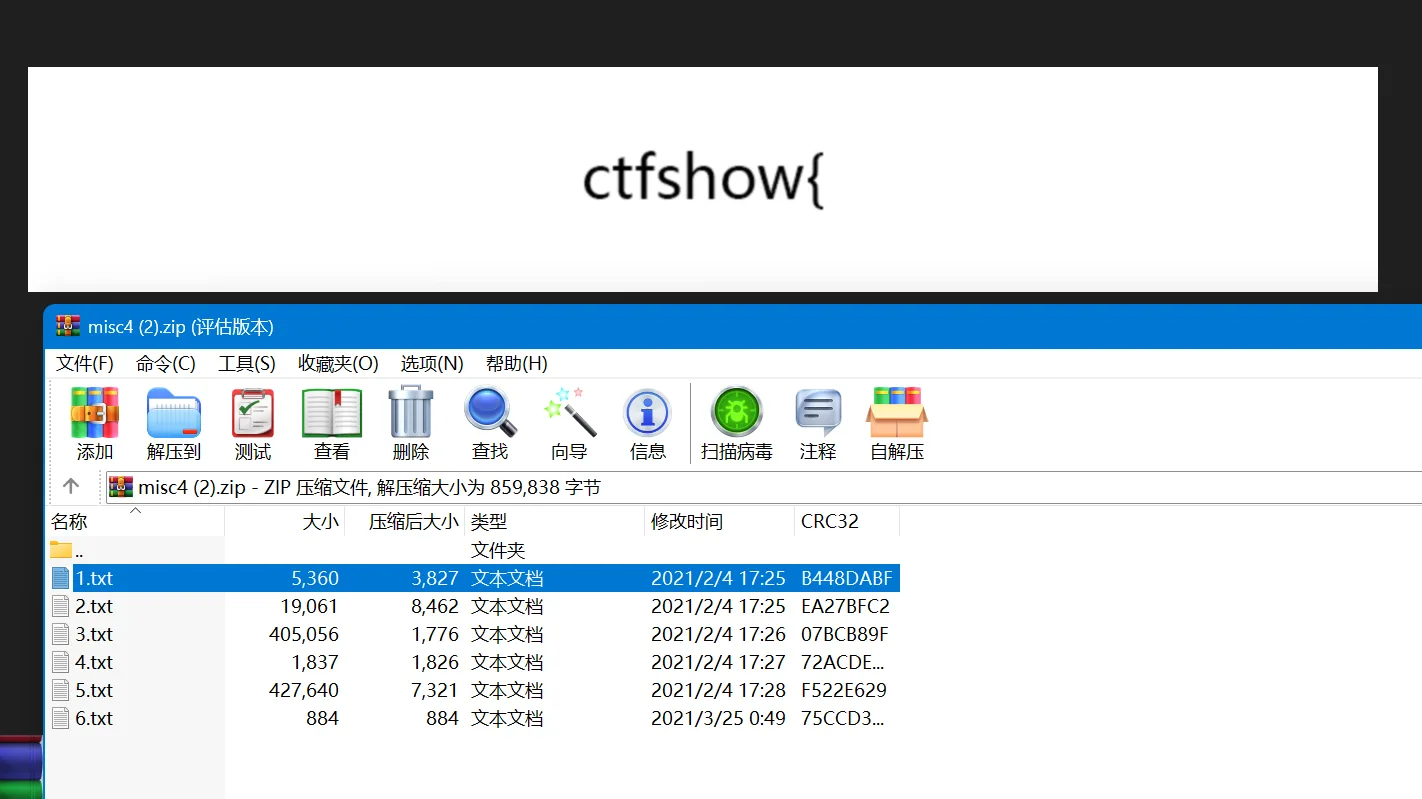 ctfshow{
misc4 (2).zip (评估版本)
文件(F) 命令(C) 工具(S) 收藏夹(O) 选项(N) 帮助(H)
添加 解压到 测试 查看 删除 查找 向导 信息 扫描病毒 注释 自解压
misc4 (2).zip - ZIP 压缩文件, 解压缩大小为 859,838 字节
名称 大小 压缩后大小 类型 修改时间 CRC32
.. 文件夹
1.txt 5,360 3,827 文本文档 2021/2/4 17:25 B448DABF
2.txt 19,061 8,462 文本文档 2021/2/4 17:25 EA27BFC2
3.txt 405,056 1,776 文本文档 2021/2/4 17:26 07BCB89F
4.txt 1,837 1,826 文本文档 2021/2/4 17:27 72ACDE...
5.txt 427,640 7,321 文本文档 2021/2/4 17:28 F522E629
6.txt 884 884 文本文档 2021/3/25 0:49 75CCD3...